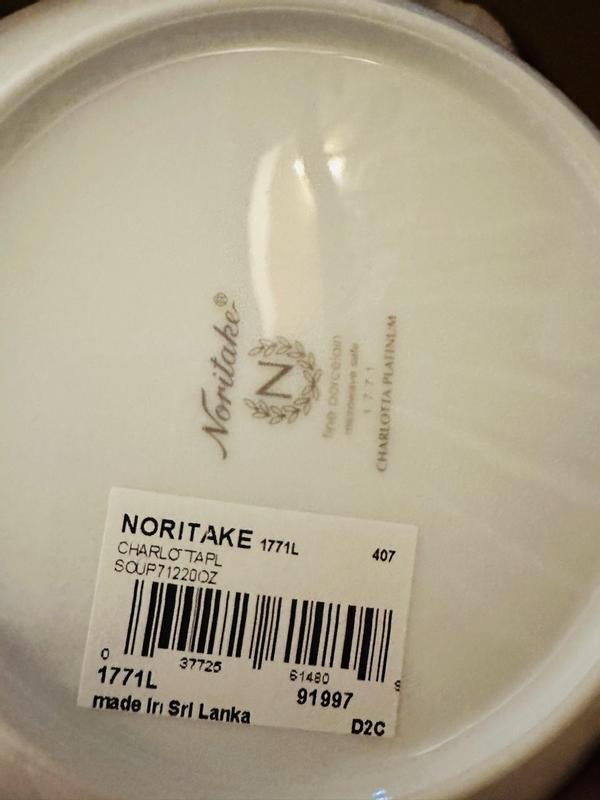 Noritake®
N
fine porcelain
microwave safe
1771
CHARLOTTA PLATINUM
NORITAKE 1771L 407
CHARLOTTAPL
SOUP71220OZ
0 37725 61480 9
1771L 91997
made in Sri Lanka D2C